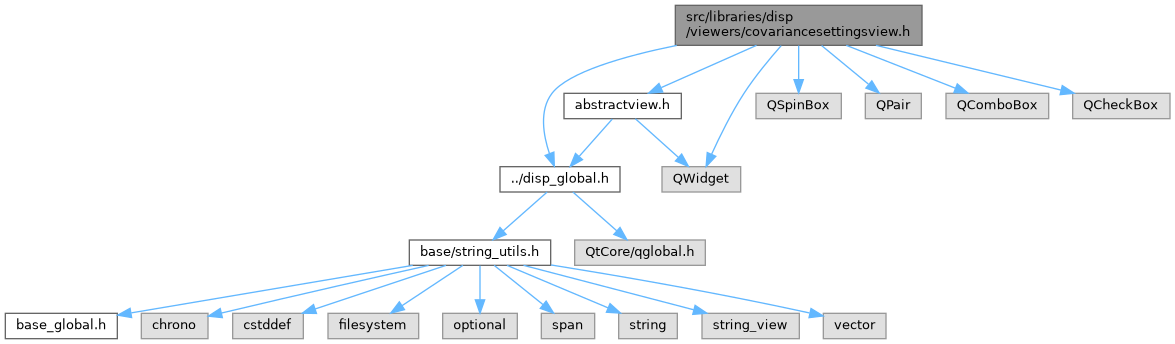 src/libraries/disp
/viewers/covariancesettingsview.h
abstractview.h
QSpinBox
QPair
QComboBox
QCheckBox
../disp_global.h
QWidget
base/string_utils.h
QtCore/qglobal.h
base_global.h
chrono
cstddef
filesystem
optional
span
string
string_view
vector